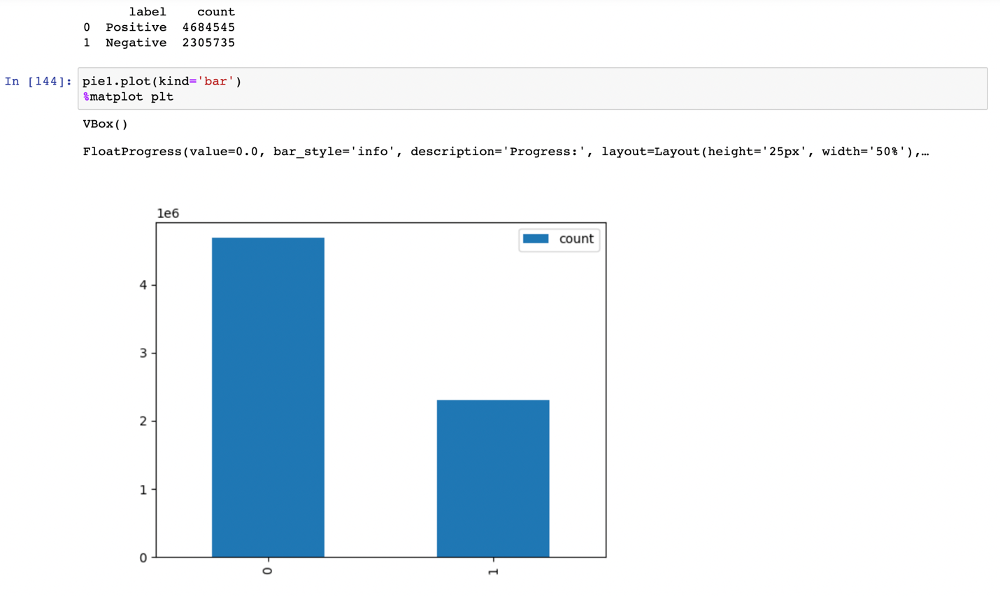 label count
0 Positive 4684545
1 Negative 2305735
In [144]: pie1.plot(kind='bar')
%matplot plt
VBox()
FloatProgress(value=0.0, bar_style='info', description='Progress:', layout=Layout(height='25px', width='50%'),…
1e6
count
4
3
2
1
0
0 1